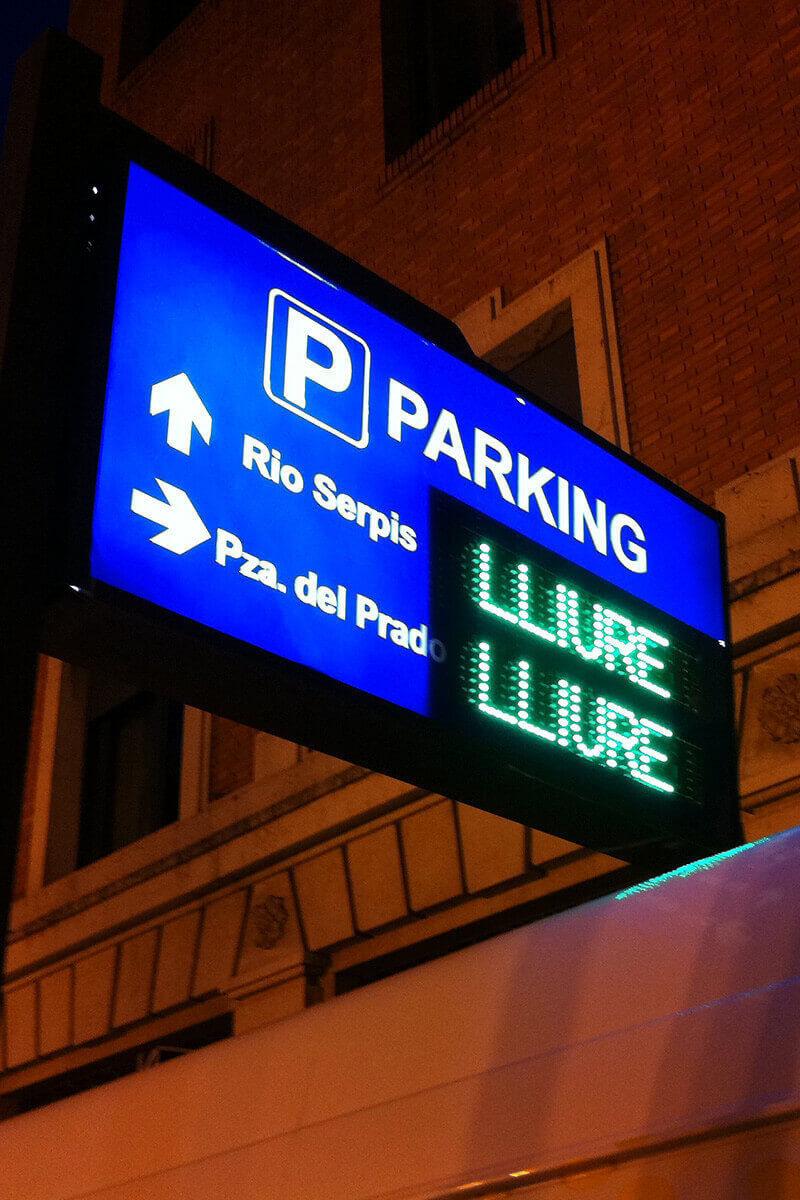 P PARKING
Rio Serpis LLIURE
Pza. del Prado LLIURE